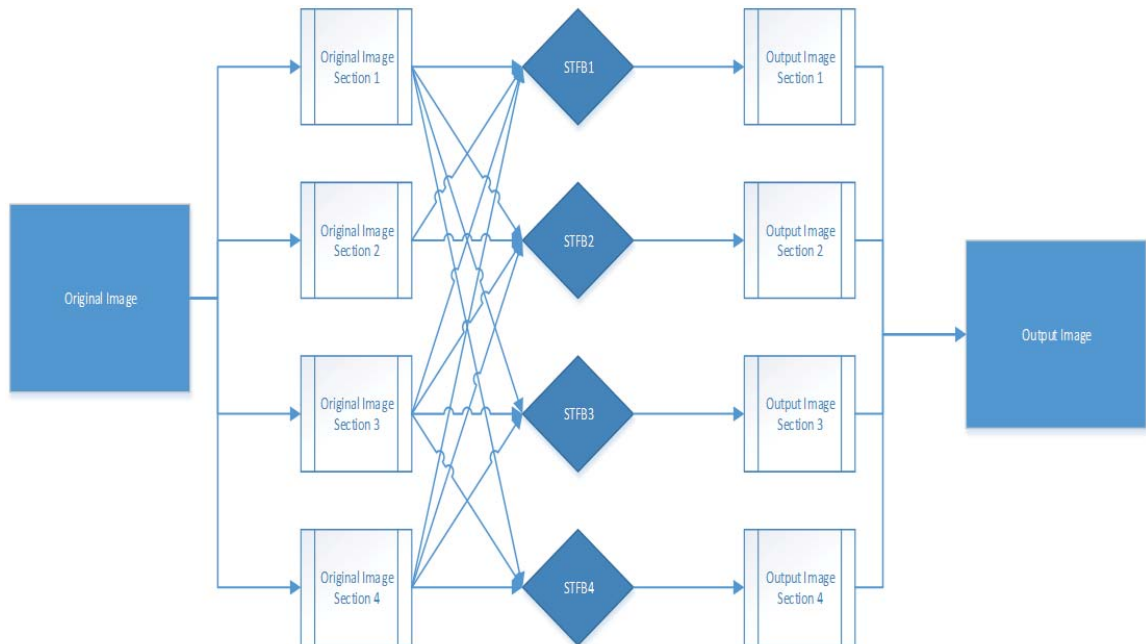 Original Image
Original Image
Section 1
Original Image
Section 2
Original Image
Section 3
Original Image
Section 4
STFB1
STFB2
STFB3
STFB4
Output Image
Section 1
Output Image
Section 2
Output Image
Section 3
Output Image
Section 4
Output Image